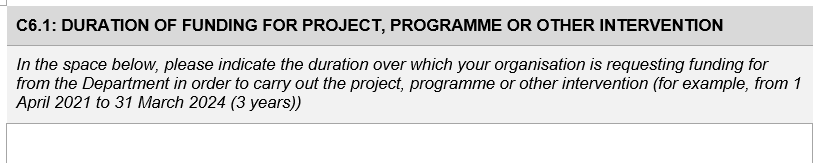 C6.1: DURATION OF FUNDING FOR PROJECT, PROGRAMME OR OTHER INTERVENTION
In the space below, please indicate the duration over which your organisation is requesting funding for
from the Department in order to carry out the project, programme or other intervention (for example, from 1
April 2021 to 31 March 2024 (3 years))